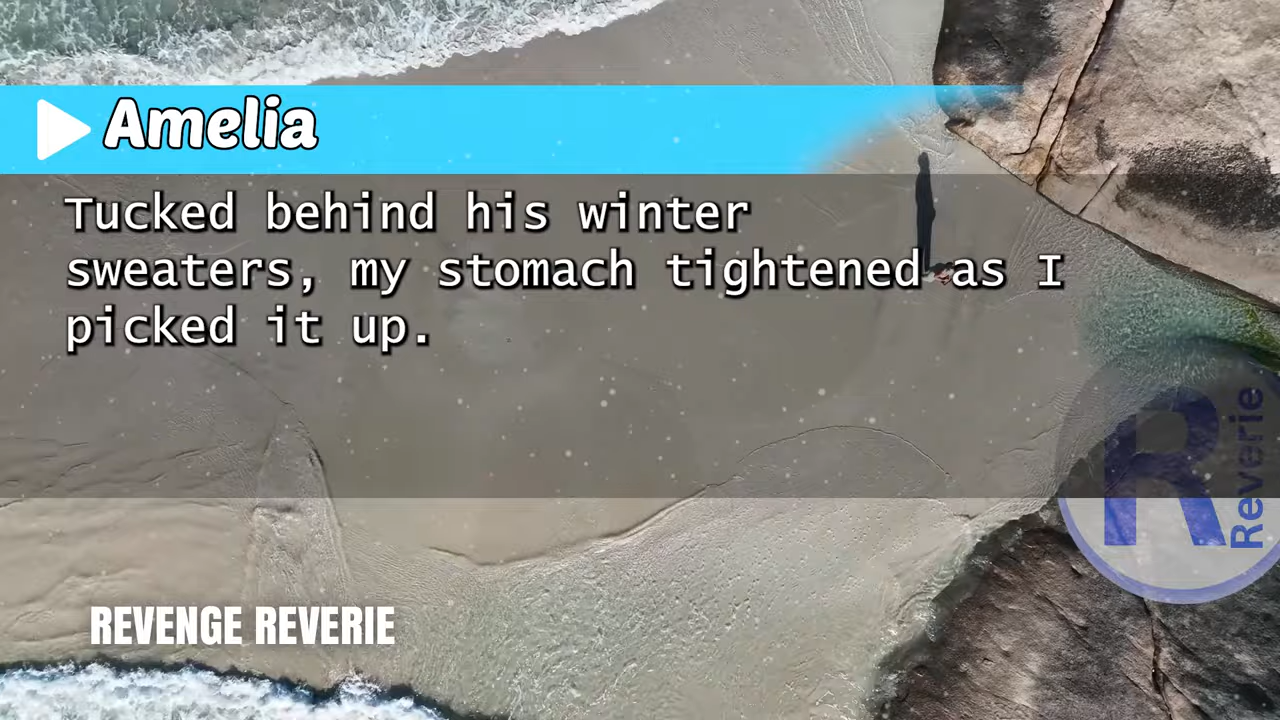 Amelia
Tucked behind his winter
sweaters, my stomach tightened as I
picked it up.
R
Reverie
REVENGE REVERIE